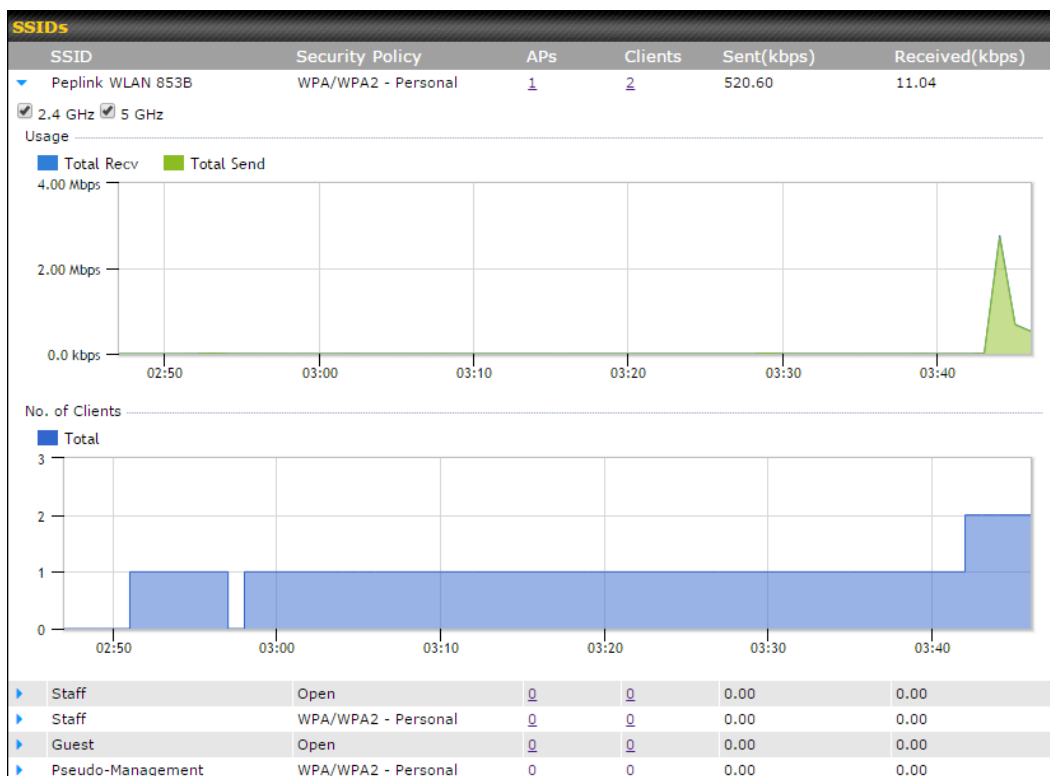 SSIDs
SSID Security Policy APs Clients Sent(kbps) Received(kbps)
Peplink WLAN 853B WPA/WPA2 - Personal 1 2 520.60 11.04
2.4 GHz 5 GHz
Usage
Total Recv Total Send
4.00 Mbps
2.00 Mbps
0.0 kbps
02:50 03:00 03:10 03:20 03:30 03:40
No. of Clients
Total
3
2
1
0
02:50 03:00 03:10 03:20 03:30 03:40
Staff Open 0 0 0.00 0.00
Staff WPA/WPA2 - Personal 0 0 0.00 0.00
Guest Open 0 0 0.00 0.00
Pseudo-Management WPA/WPA2 - Personal 0 0 0.00 0.00